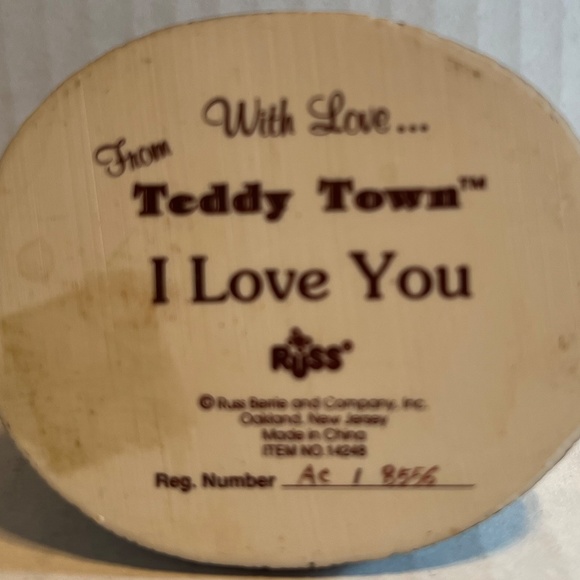 With Love...
From
Teddy Town™
I Love You
RUSS®
© Russ Berrie and Company, Inc.
Oakland, New Jersey
Made in China
ITEM NO. 14248
Reg. Number Ac 1 8556